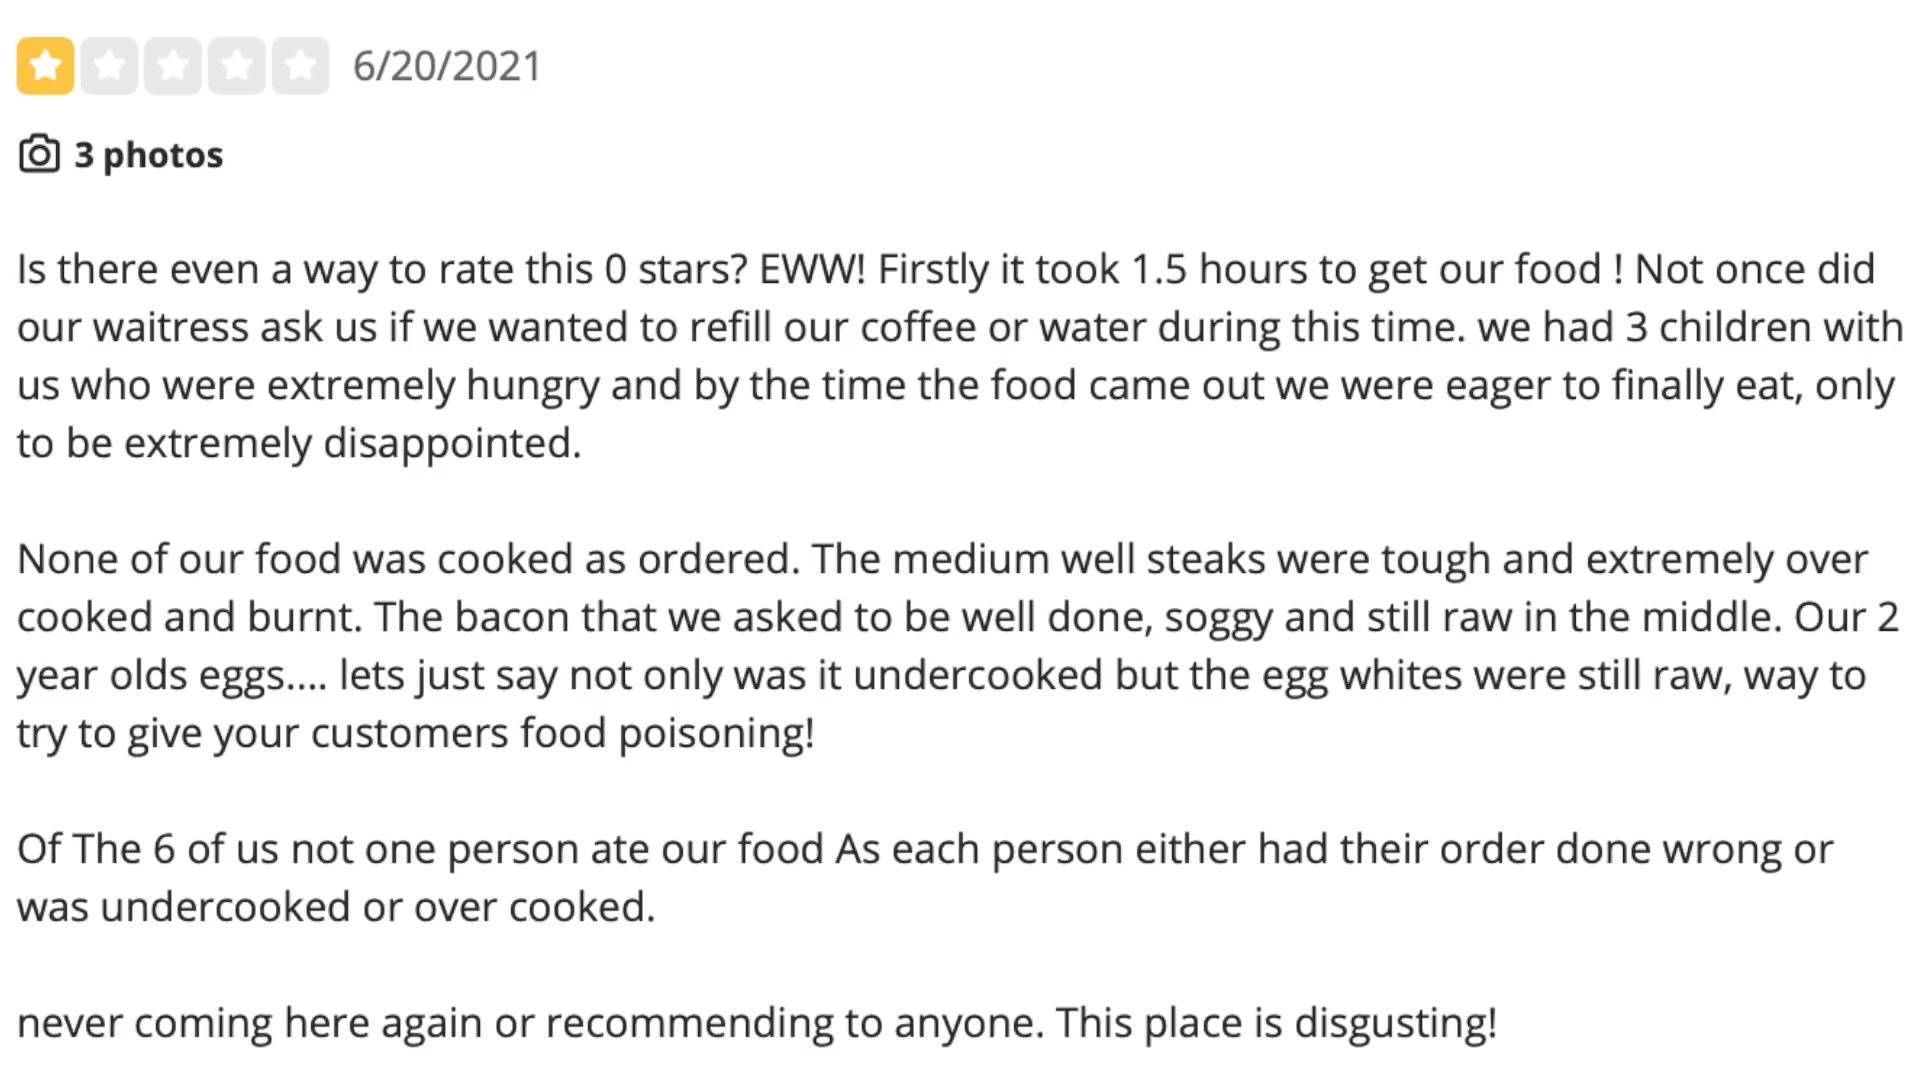 6/20/2021
3 photos
Is there even a way to rate this 0 stars? EWW! Firstly it took 1.5 hours to get our food ! Not once did
our waitress ask us if we wanted to refill our coffee or water during this time. we had 3 children with
us who were extremely hungry and by the time the food came out we were eager to finally eat, only
to be extremely disappointed.
None of our food was cooked as ordered. The medium well steaks were tough and extremely over
cooked and burnt. The bacon that we asked to be well done, soggy and still raw in the middle. Our 2
year olds eggs.... lets just say not only was it undercooked but the egg whites were still raw, way to
try to give your customers food poisoning!
Of The 6 of us not one person ate our food As each person either had their order done wrong or
was undercooked or over cooked.
never coming here again or recommending to anyone. This place is disgusting!